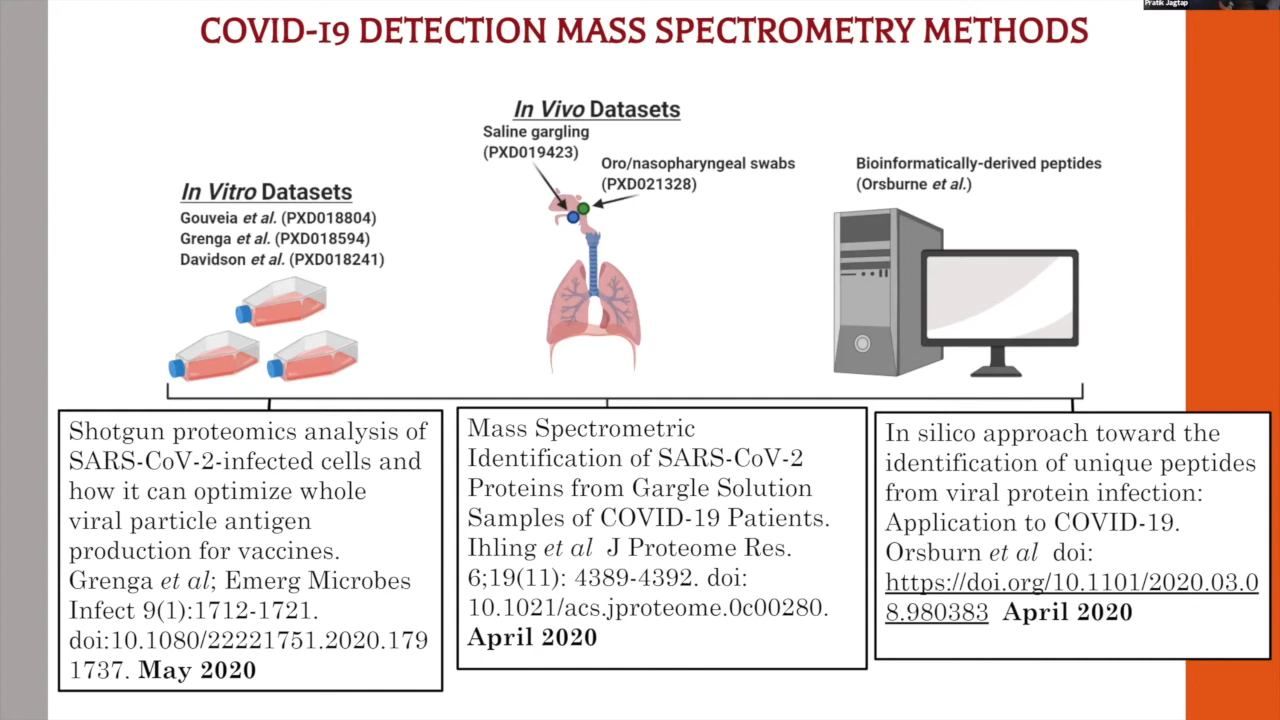 Pratik Jagtap
COVID-19 DETECTION MASS SPECTROMETRY METHODS
In Vivo Datasets
Saline gargling
(PXD019423)
Oro/nasopharyngeal swabs
(PXD021328)
Bioinformatically-derived peptides
(Orsburne et al.)
In Vitro Datasets
Gouveia et al. (PXD018804)
Grenga et al. (PXD018594)
Davidson et al. (PXD018241)
Shotgun proteomics analysis of
SARS-CoV-2-infected cells and
how it can optimize whole
viral particle antigen
production for vaccines.
Grenga et al; Emerg Microbes
Infect 9(1):1712-1721.
doi:10.1080/22221751.2020.179
1737. May 2020
Mass Spectrometric
Identification of SARS-CoV-2
Proteins from Gargle Solution
Samples of COVID-19 Patients.
Ihling et al J Proteome Res.
6;19(11): 4389-4392. doi:
10.1021/acs.jproteome.0c00280.
April 2020
In silico approach toward the
identification of unique peptides
from viral protein infection:
Application to COVID-19.
Orsburn et al doi:
https://doi.org/10.1101/2020.03.0
8.980383 April 2020